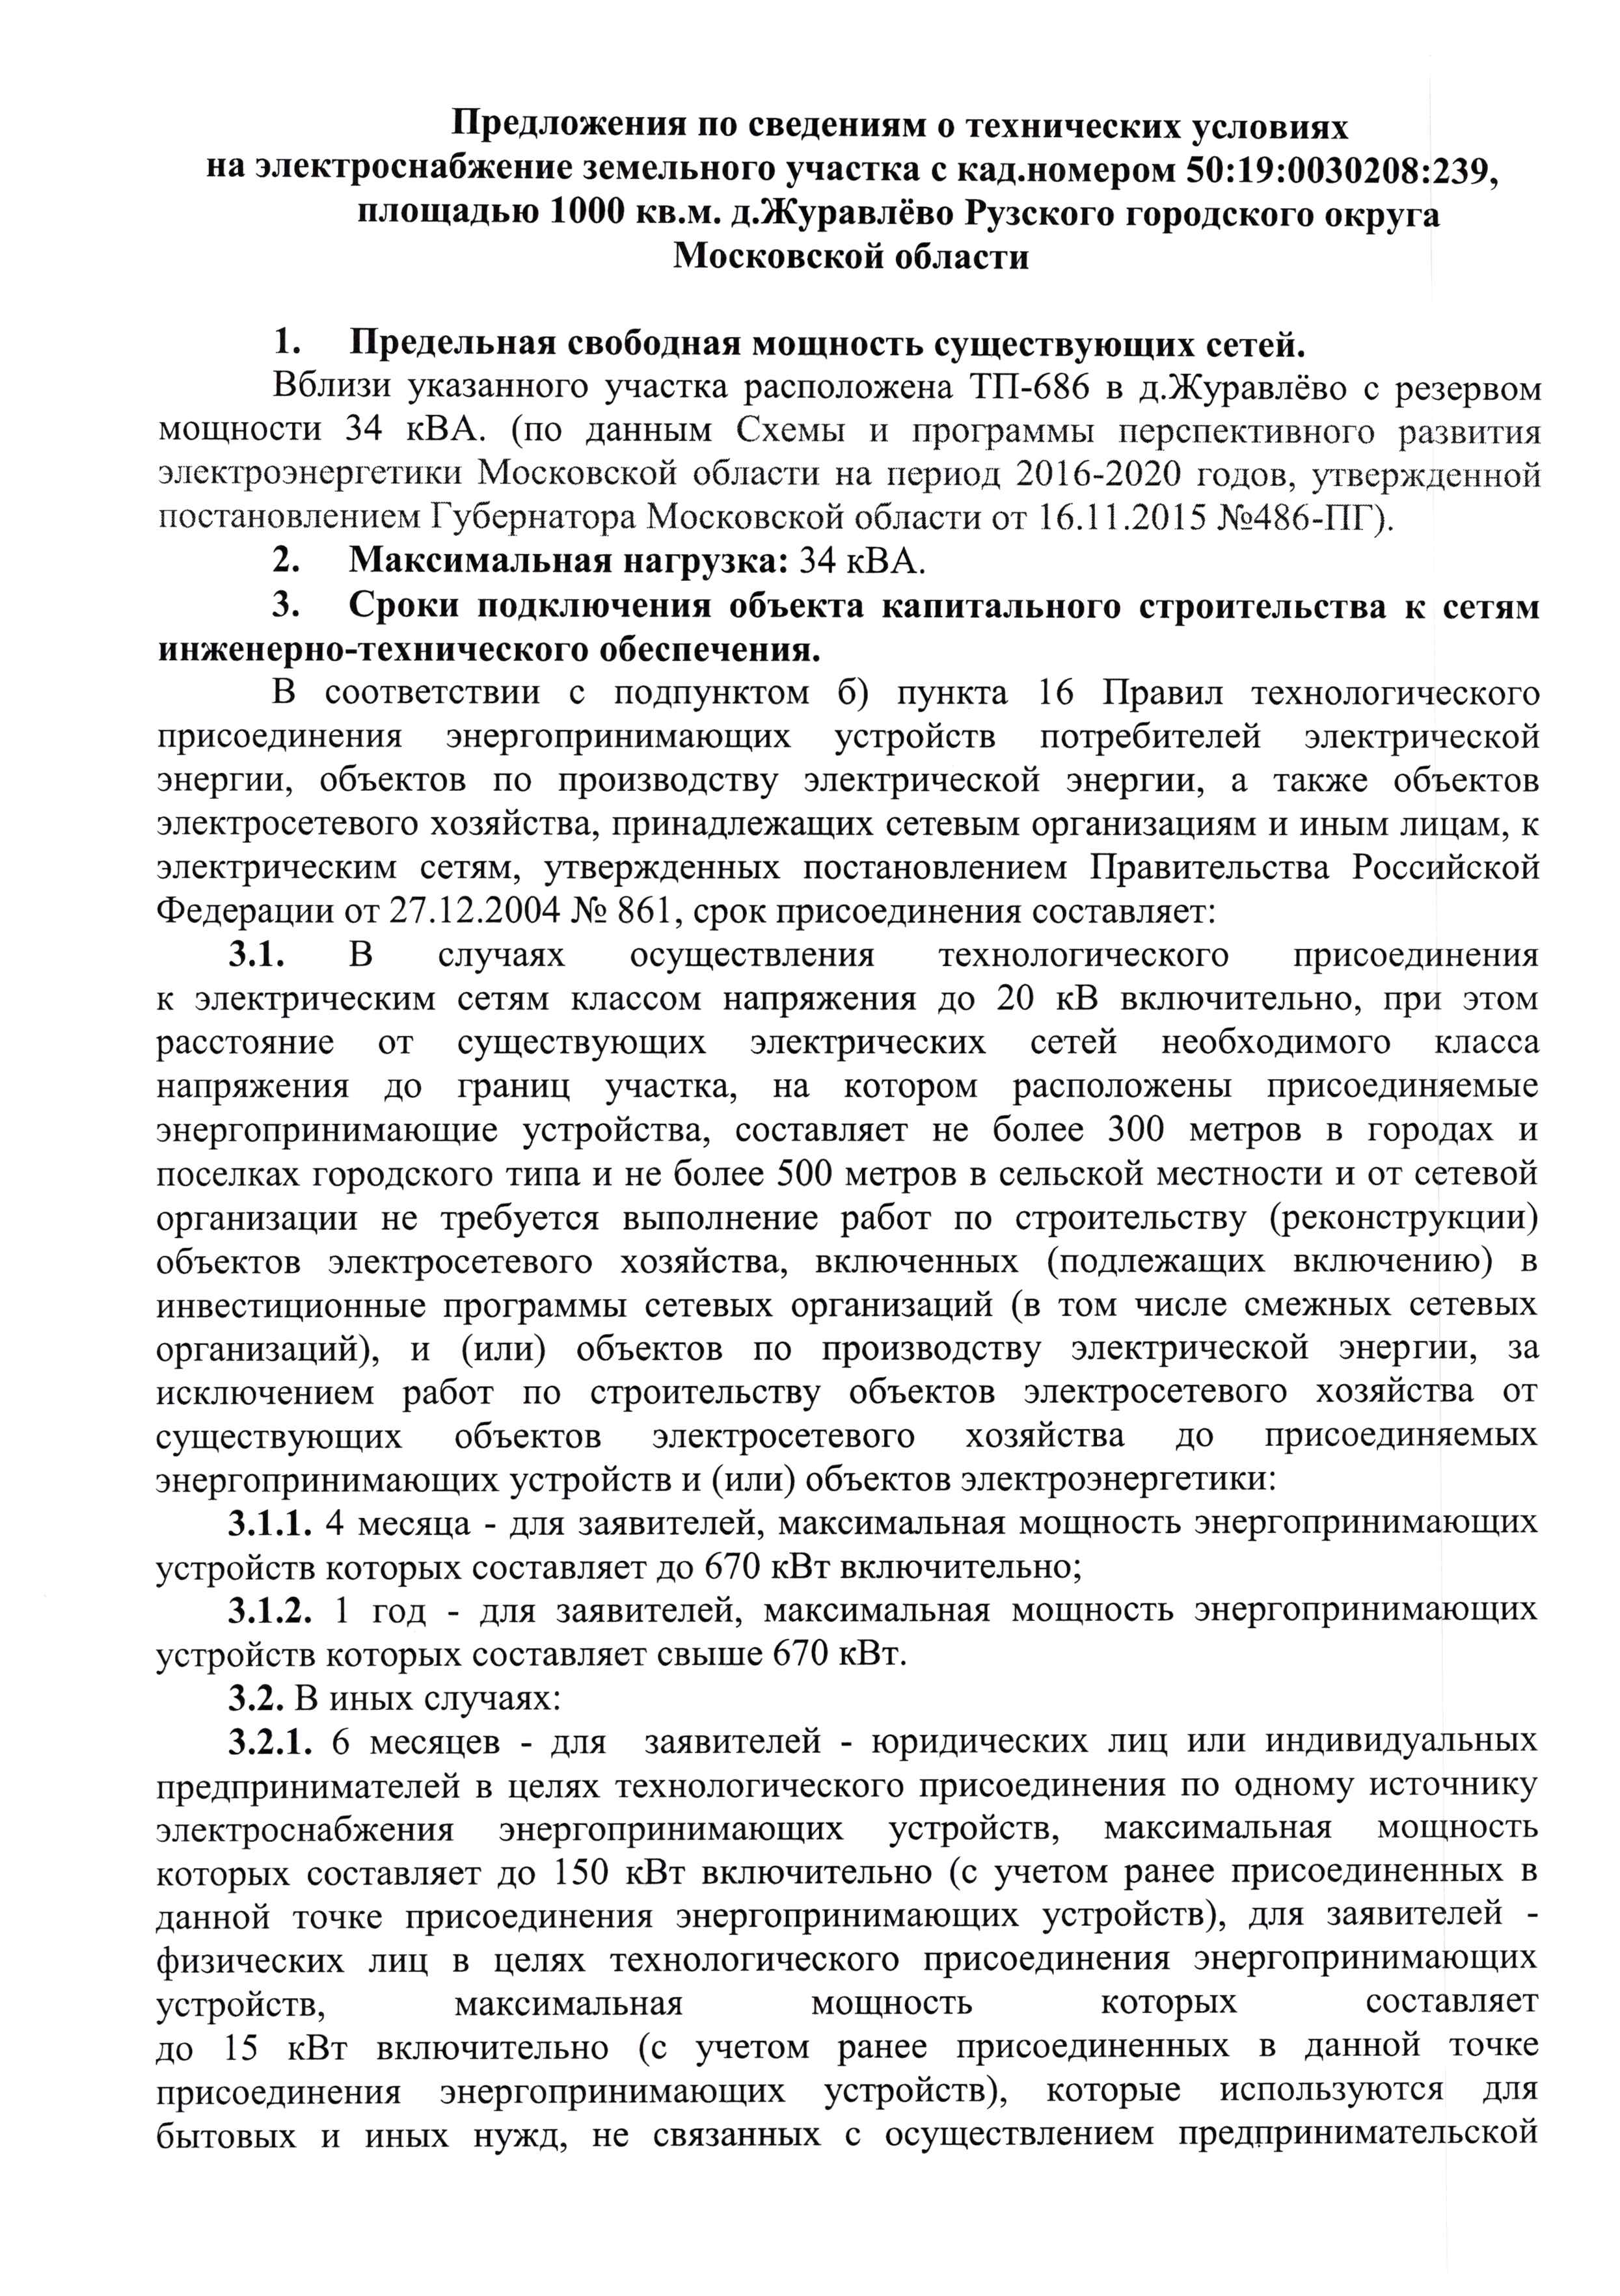 Предложения по сведениям о технических условиях
на электроснабжение земельного участка с кад.номером 50:19:0030208:239,
площадью 1000 кв.м. д.Журавлёво Рузского городского округа
Московской области
1. Предельная свободная мощность существующих сетей.
Вблизи указанного участка расположена ТП-686 в д.Журавлёво с резервом
мощности 34 кВА. (по данным Схемы и программы перспективного развития
электроэнергетики Московской области на период 2016-2020 годов, утвержденной
постановлением Губернатора Московской области от 16.11.2015 №486-ПГ).
2. Максимальная нагрузка: 34 кВА.
3. Сроки подключения объекта капитального строительства к сетям
инженерно-технического обеспечения.
В соответствии с подпунктом б) пункта 16 Правил технологического
присоединения энергопринимающих устройств потребителей электрической
энергии, объектов по производству электрической энергии, а также объектов
электросетевого хозяйства, принадлежащих сетевым организациям и иным лицам, к
электрическим сетям, утвержденных постановлением Правительства Российской
Федерации от 27.12.2004 № 861, срок присоединения составляет:
3.1. В случаях осуществления технологического присоединения
к электрическим сетям классом напряжения до 20 кВ включительно, при этом
расстояние от существующих электрических сетей необходимого класса
напряжения до границ участка, на котором расположены присоединяемые
энергопринимающие устройства, составляет не более 300 метров в городах и
поселках городского типа и не более 500 метров в сельской местности и от сетевой
организации не требуется выполнение работ по строительству (реконструкции)
объектов электросетевого хозяйства, включенных (подлежащих включению) в
инвестиционные программы сетевых организаций (в том числе смежных сетевых
организаций), и (или) объектов по производству электрической энергии, за
исключением работ по строительству объектов электросетевого хозяйства от
существующих объектов электросетевого хозяйства до присоединяемых
энергопринимающих устройств и (или) объектов электроэнергетики:
3.1.1. 4 месяца - для заявителей, максимальная мощность энергопринимающих
устройств которых составляет до 670 кВт включительно;
3.1.2. 1 год - для заявителей, максимальная мощность энергопринимающих
устройств которых составляет свыше 670 кВт.
3.2. В иных случаях:
3.2.1. 6 месяцев - для заявителей - юридических лиц или индивидуальных
предпринимателей в целях технологического присоединения по одному источнику
электроснабжения энергопринимающих устройств, максимальная мощность
которых составляет до 150 кВт включительно (с учетом ранее присоединенных в
данной точке присоединения энергопринимающих устройств), для заявителей -
физических лиц в целях технологического присоединения энергопринимающих
устройств, максимальная мощность которых составляет
до 15 кВт включительно (с учетом ранее присоединенных в данной точке
присоединения энергопринимающих устройств), которые используются для
бытовых и иных нужд, не связанных с осуществлением предпринимательской